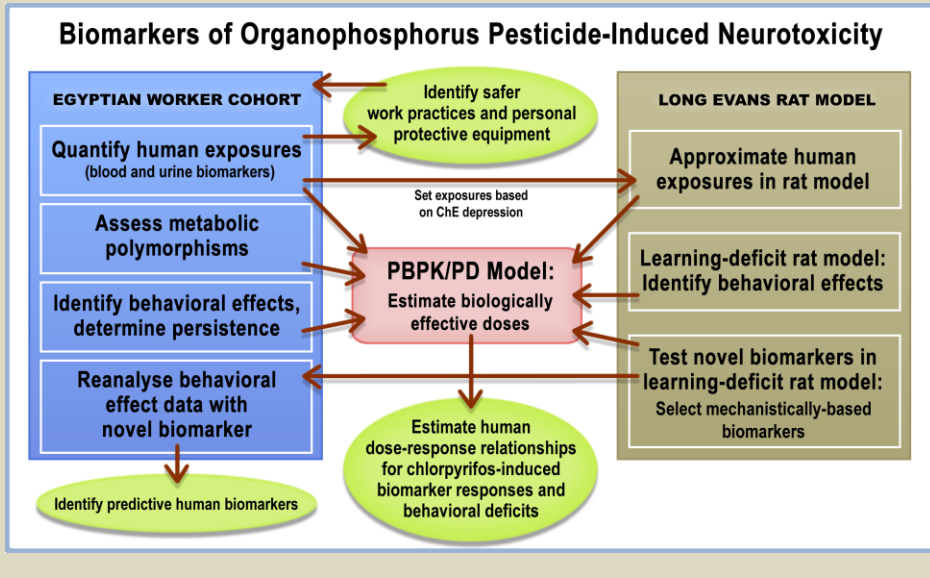 Biomarkers of Organophosphorus Pesticide-Induced Neurotoxicity
EGYPTIAN WORKER COHORT
Quantify human exposures
(blood and urine biomarkers)
Assess metabolic
polymorphisms
Identify behavioral effects,
determine persistence
Reanalyse behavioral
effect data with
novel biomarker
Identify predictive human biomarkers
Identify safer
work practices and personal
protective equipment
Set exposures based
on ChE depression
PBPK/PD Model:
Estimate biologically
effective doses
Estimate human
dose-response relationships
for chlorpyrifos-induced
biomarker responses and
behavioral deficits
LONG EVANS RAT MODEL
Approximate human
exposures in rat model
Learning-deficit rat model:
Identify behavioral effects
Test novel biomarkers in
learning-deficit rat model:
Select mechanistically-based
biomarkers